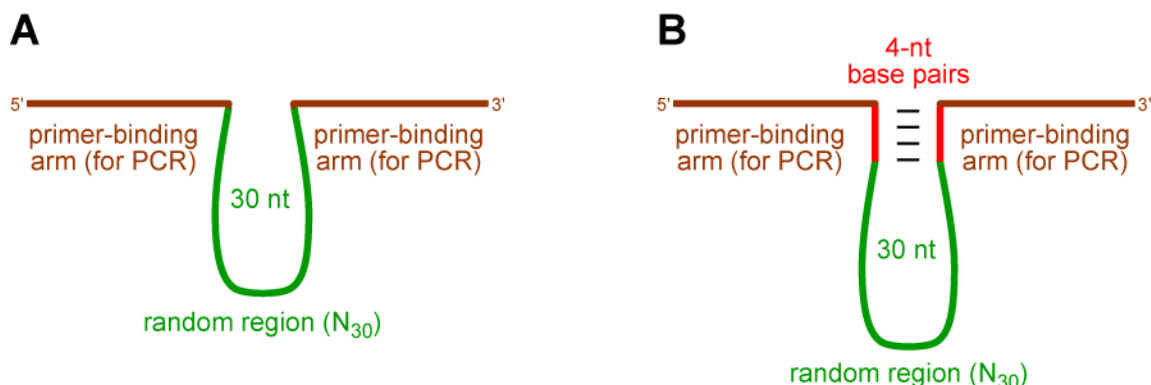 A
5'
3'
primer-binding
arm (for PCR)
primer-binding
arm (for PCR)
30 nt
random region (N30)
B
4-nt
base pairs
5'
3'
primer-binding
arm (for PCR)
primer-binding
arm (for PCR)
30 nt
random region (N30)